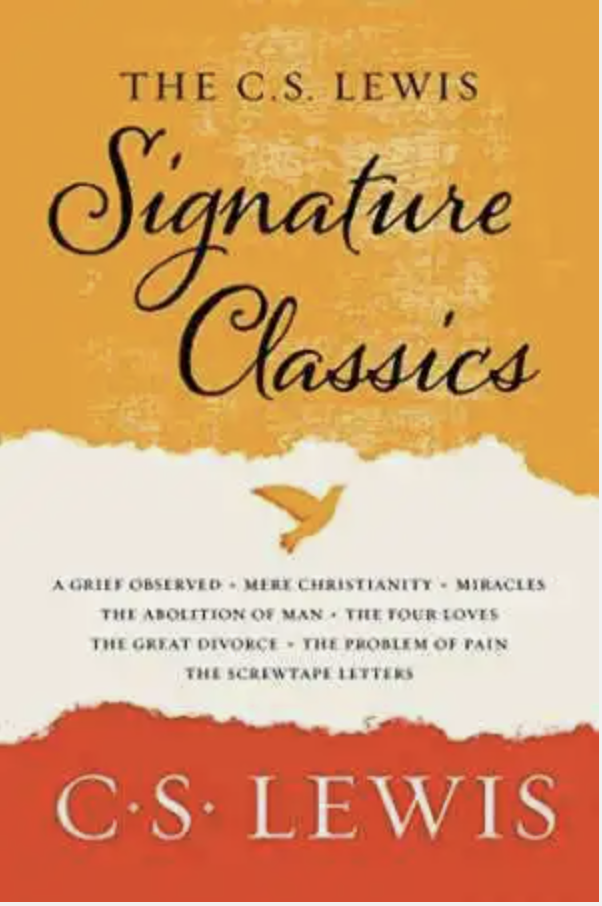 THE C.S. LEWIS
Signature
Classics
A GRIEF OBSERVED • MERE CHRISTIANITY • MIRACLES
THE ABOLITION OF MAN • THE FOUR LOVES
THE GREAT DIVORCE • THE PROBLEM OF PAIN
THE SCREWTAPE LETTERS
C·S· LEWIS